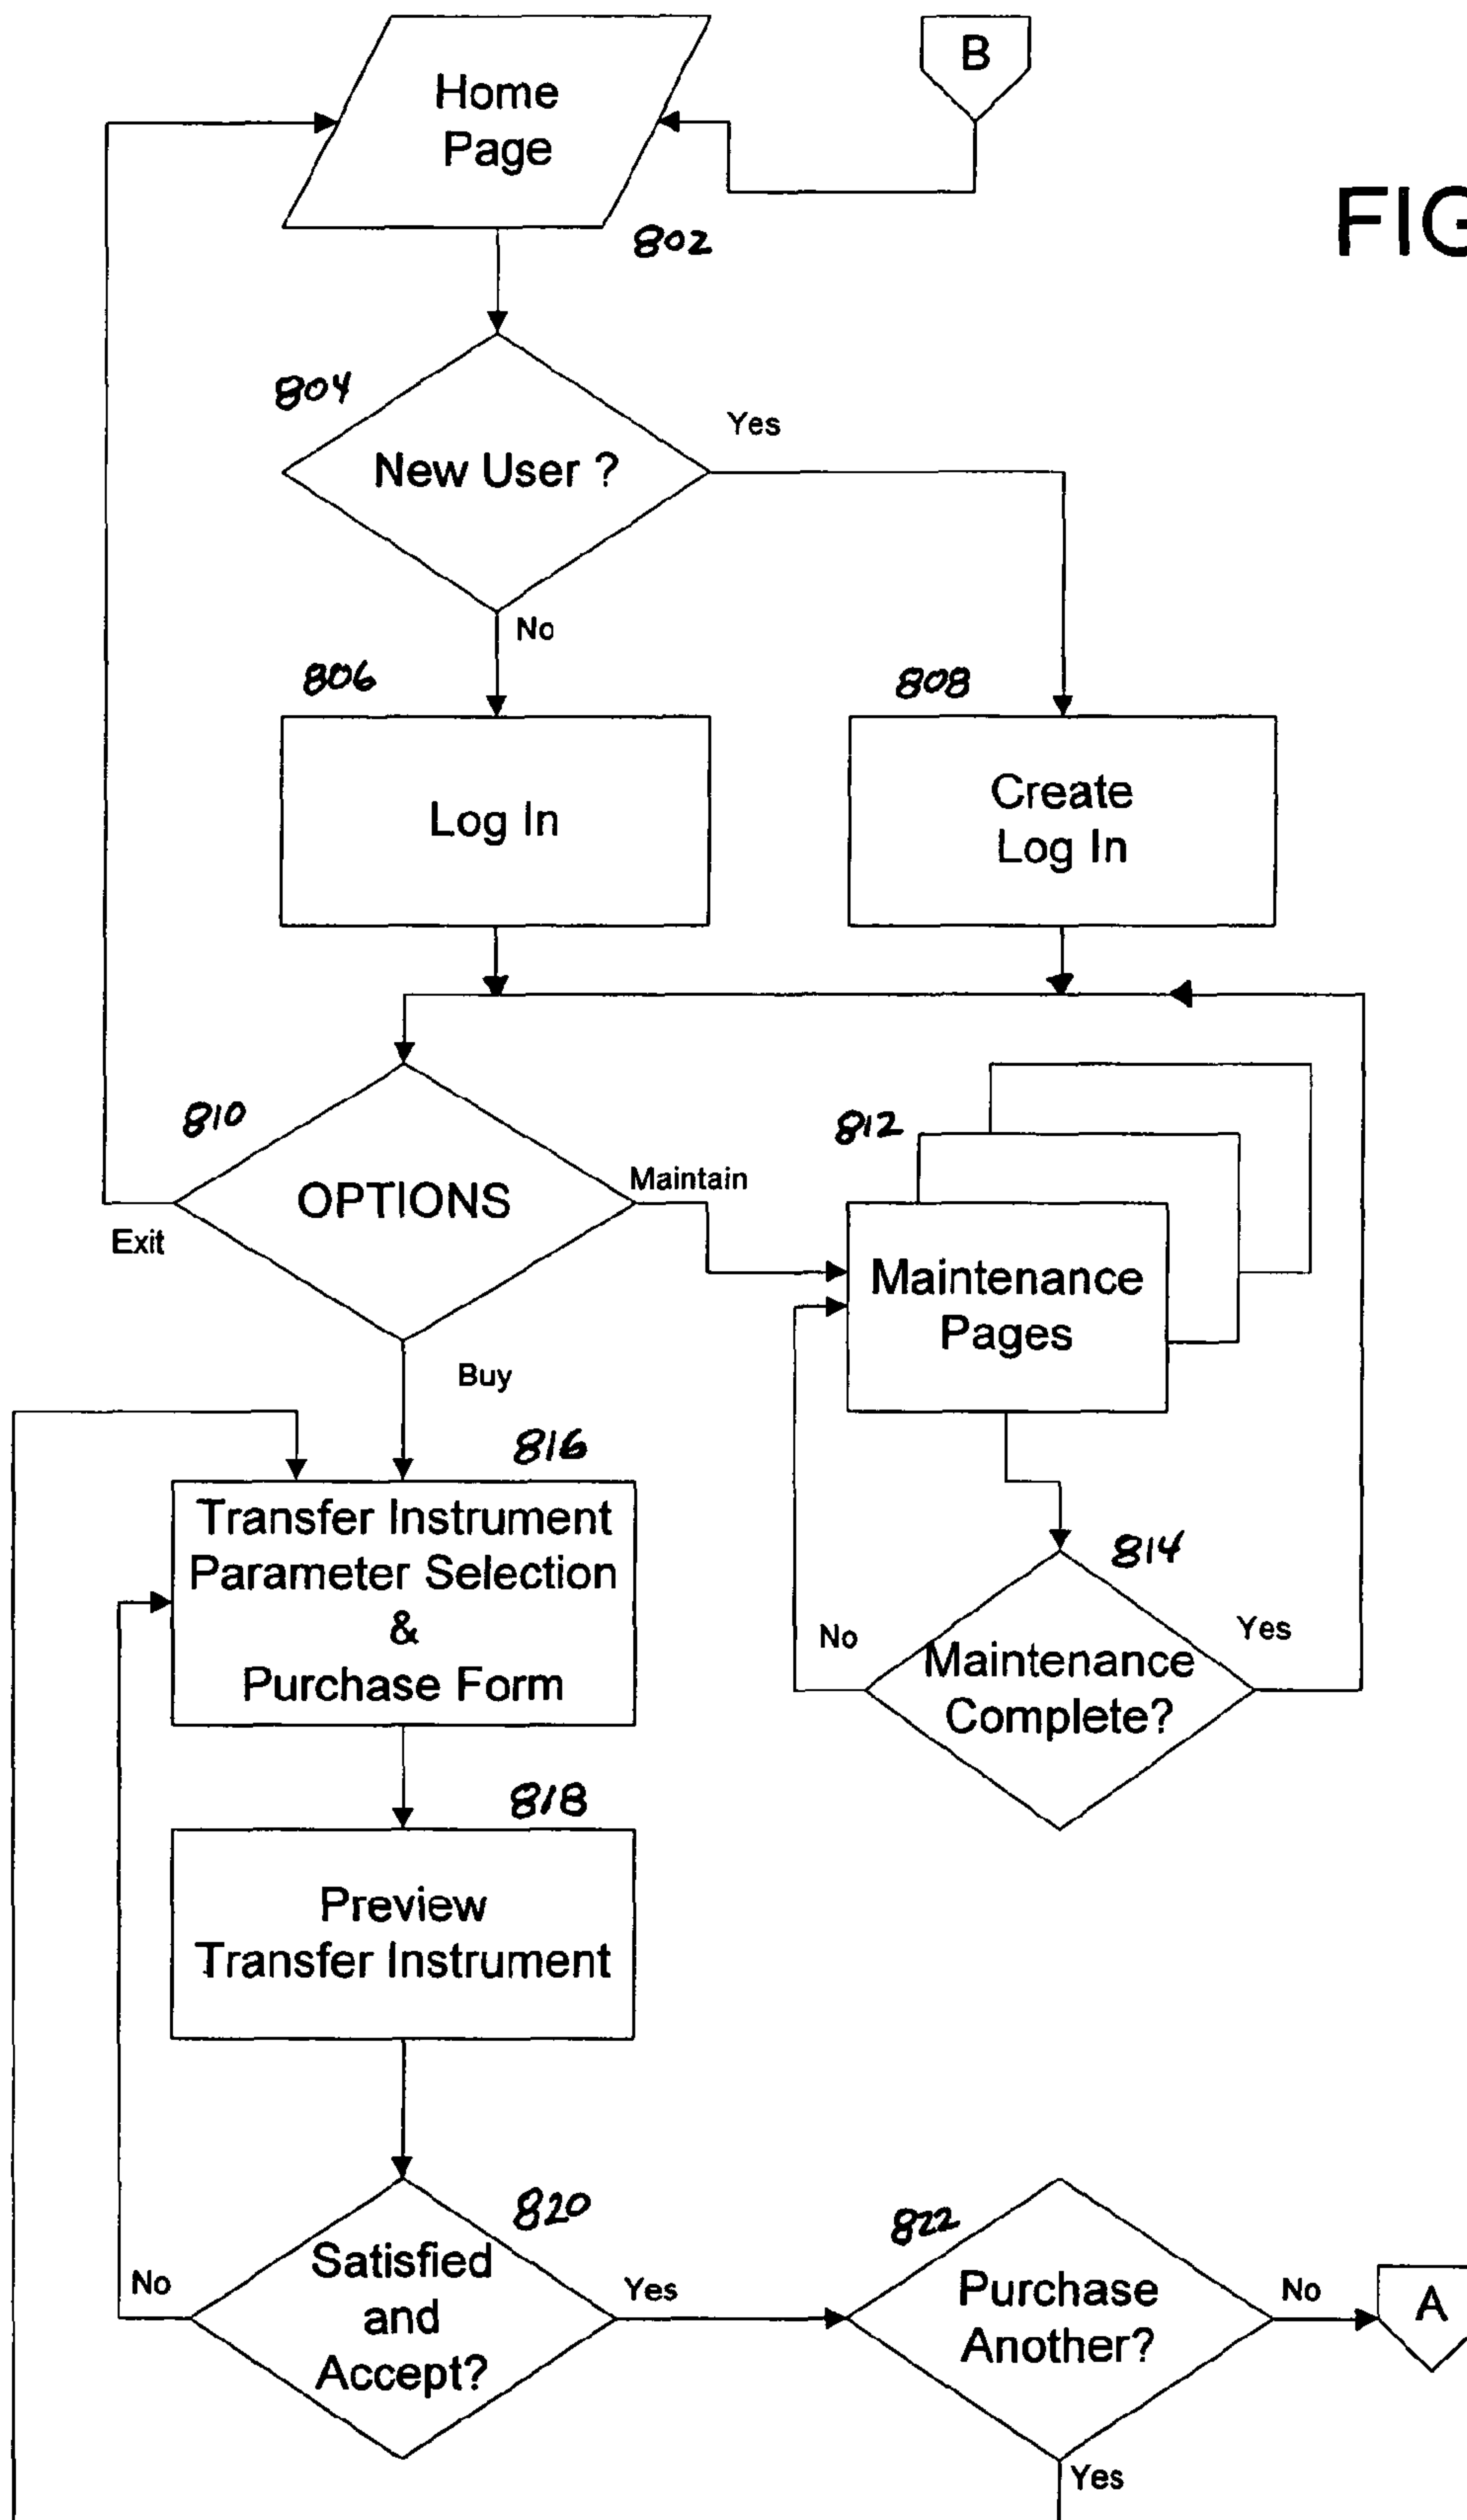 Home
Page
B
FIG
802
804
New User ?
Yes
No
806
808
Log In
Create
Log In
810
OPTIONS
Maintain
Exit
812
Maintenance
Pages
Buy
816
Transfer Instrument
Parameter Selection
&
Purchase Form
814
No
Yes
Maintenance
Complete?
818
Preview
Transfer Instrument
820
Satisfied
and
Accept?
No
Yes
822
Purchase
Another?
No
A
Yes